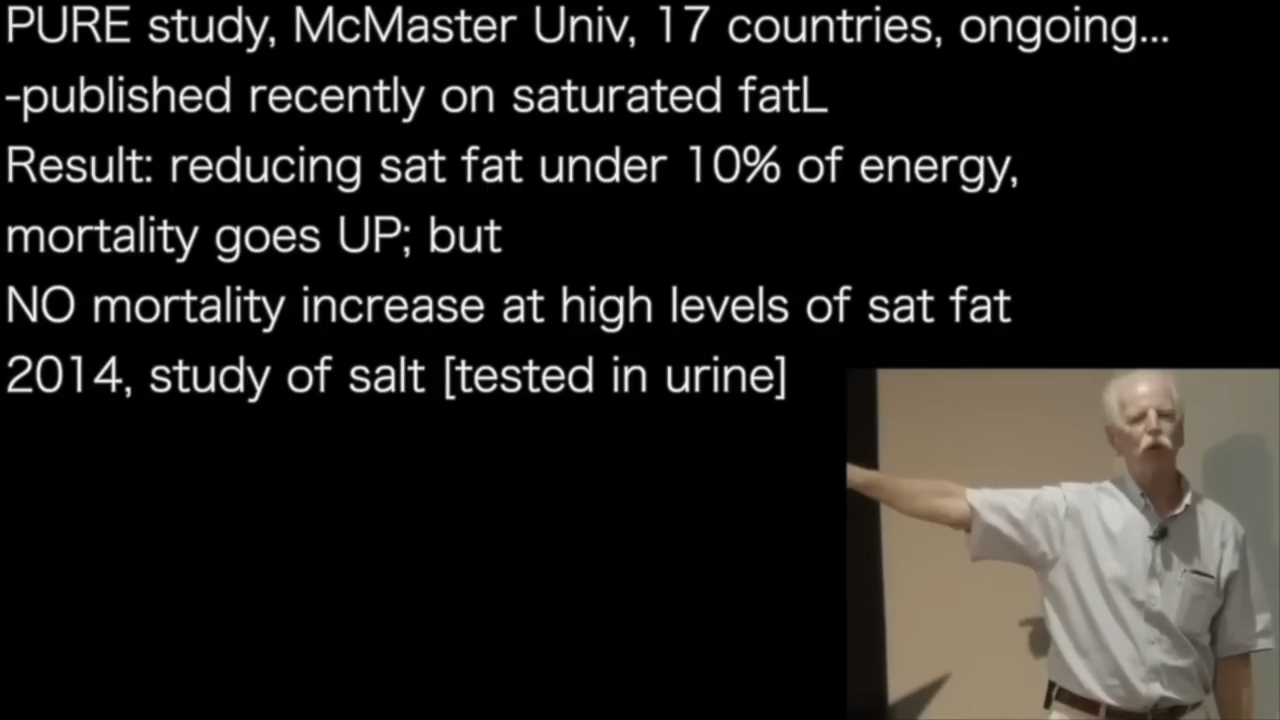 PURE study, McMaster Univ, 17 countries, ongoing...
-published recently on saturated fatL
Result: reducing sat fat under 10% of energy,
mortality goes UP; but
NO mortality increase at high levels of sat fat
2014, study of salt [tested in urine]